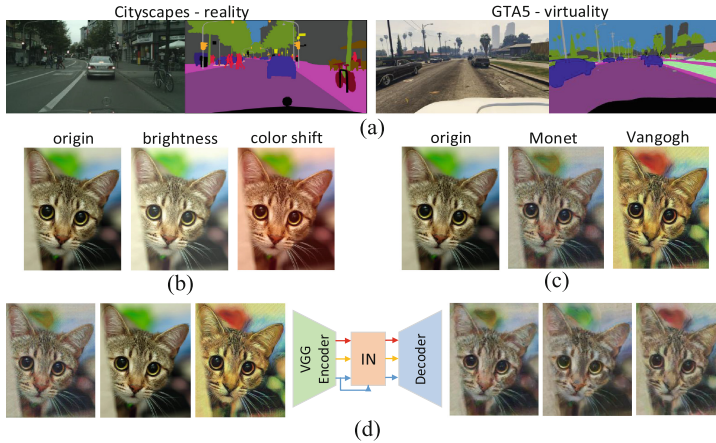 Cityscapes - reality
GTA5 - virtuality
(a)
origin
brightness
color shift
origin
Monet
Vangogh
(b)
(c)
VGG
Encoder
IN
Decoder
(d)